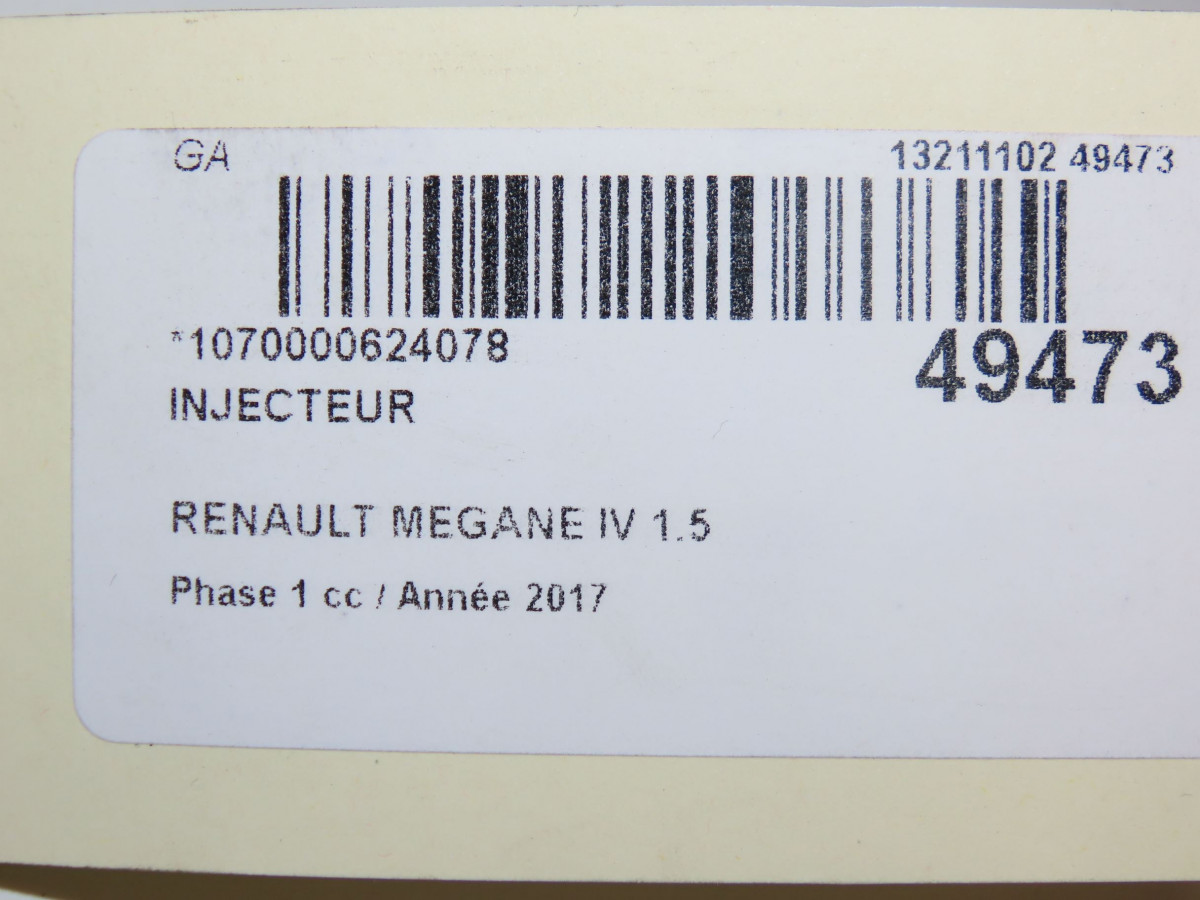 GA 13211102 49473
*1070000624078
49473
INJECTEUR
RENAULT MEGANE IV 1.5
Phase 1 cc / Année 2017